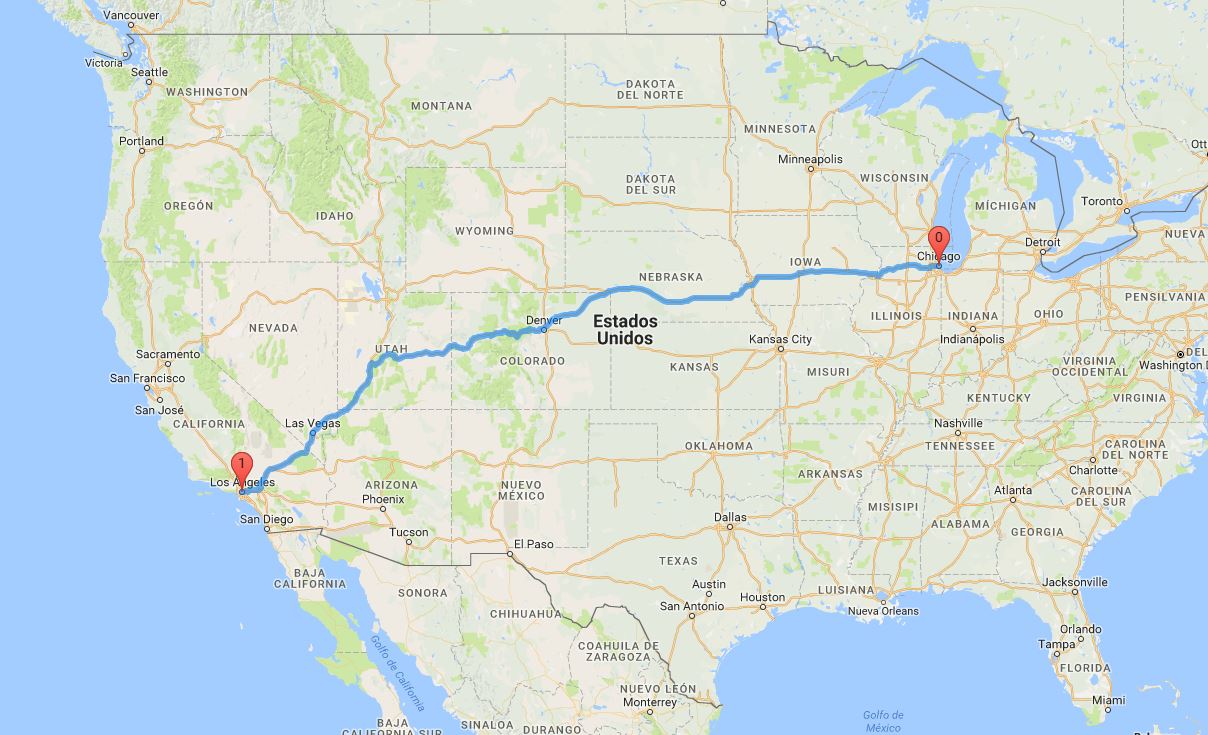 Vancouver
Victoria
Seattle
WASHINGTON
MONTANA
DAKOTA
DEL NORTE
MINNESOTA
Portland
Minneapolis
WISCONSIN
Ott
OREGÓN
IDAHO
DAKOTA
DEL SUR
MÍCHIGAN
Toronto
WYOMING
0
Detroit
NUEVA
Chicago
IOWA
NEBRASKA
PENSILVANIA
ILLINOIS
INDIANA
OHIO
Denver
Estados
Unidos
NEVADA
Indianápolis
Kansas City
UTAH
Sacramento
COLORADO
KANSAS
MISURI
VIRGINIA
OCCIDENTAL
DEL
Washington D
San Francisco
San José
KENTUCKY
VIRGINIA
CALIFORNIA
Las Vegas
Nashville
TENNESSEE
OKLAHOMA
CAROLINA
DEL NORTE
1
Los Angeles
ARIZONA
NUEVO
MÉXICO
ARKANSAS
Charlotte
Phoenix
Atlanta
CAROLINA
DEL SUR
MISISIPI
San Diego
Dallas
ALABAMA
GEORGIA
Tucson
El Paso
TEXAS
BAJA
CALIFORNIA
SONORA
Austin
Houston
LUISIANA
Jacksonville
San Antonio
Nueva Orleans
CHIHUAHUA
Orlando
Tampa
COAHUILA DE
ZARAGOZA
FLORIDA
Golfo de California
NUEVO LEÓN
Monterrey
Miami
BAJA
CALIFORNIA SUR
SINALOA
DURANGO
Golfo de
México